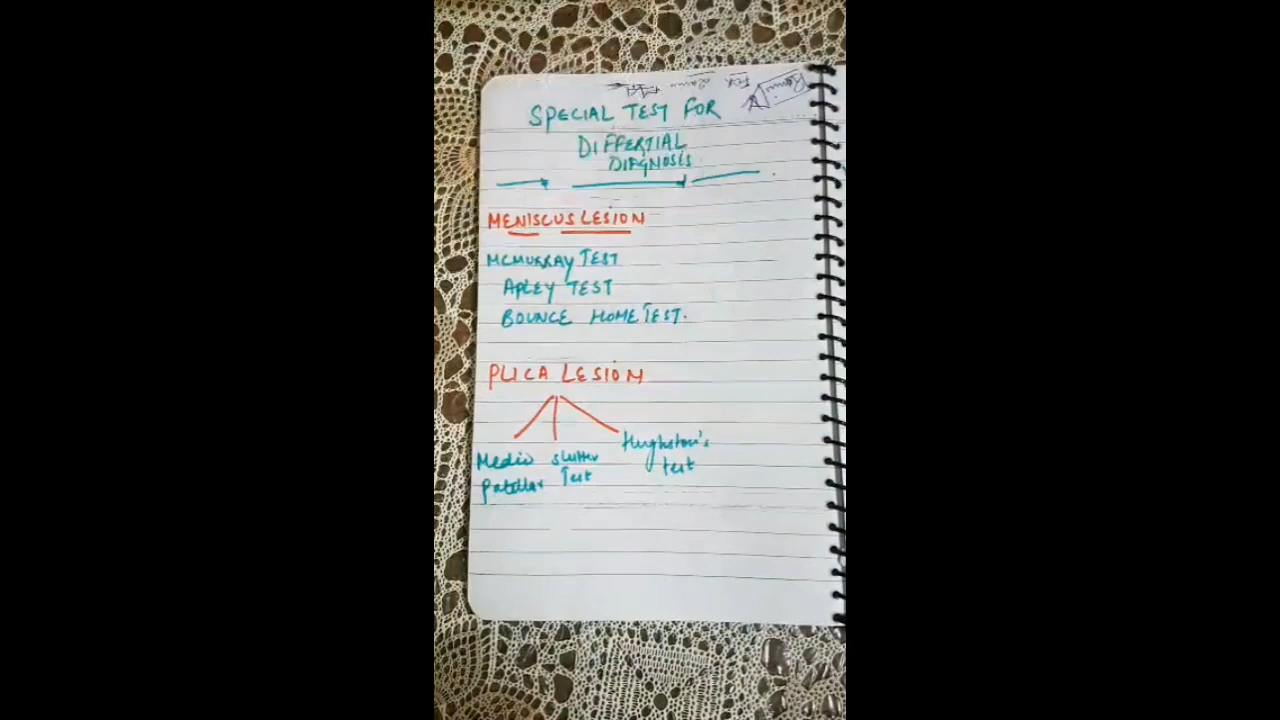 SPECIAL TEST FOR
DIFFERTIAL
DIAGNOSIS
MENISCUS LESION
MCMURRAY TEST
APLEY TEST
BOUNCE HOME TEST.
PLICA LESION
Medio
patellar
Test
Hughston's
test